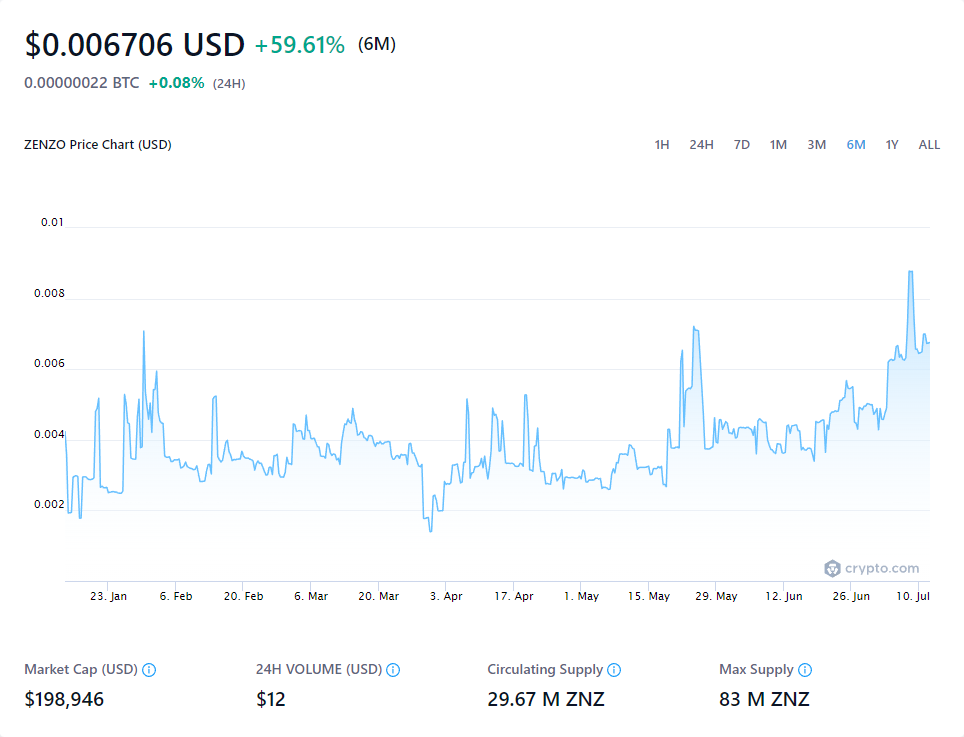 $0.006706 USD +59.61% (6M)
0.00000022 BTC +0.08% (24H)
ZENZO Price Chart (USD) 1H 24H 7D 1M 3M 6M 1Y ALL
0.01
0.008
0.006
0.004
0.002
crypto.com
23. Jan 6. Feb 20. Feb 6. Mar 20. Mar 3. Apr 17. Apr 1. May 15. May 29. May 12. Jun 26. Jun 10. Jul
Market Cap (USD) 24H VOLUME (USD) Circulating Supply Max Supply
$198,946 $12 29.67 M ZNZ 83 M ZNZ